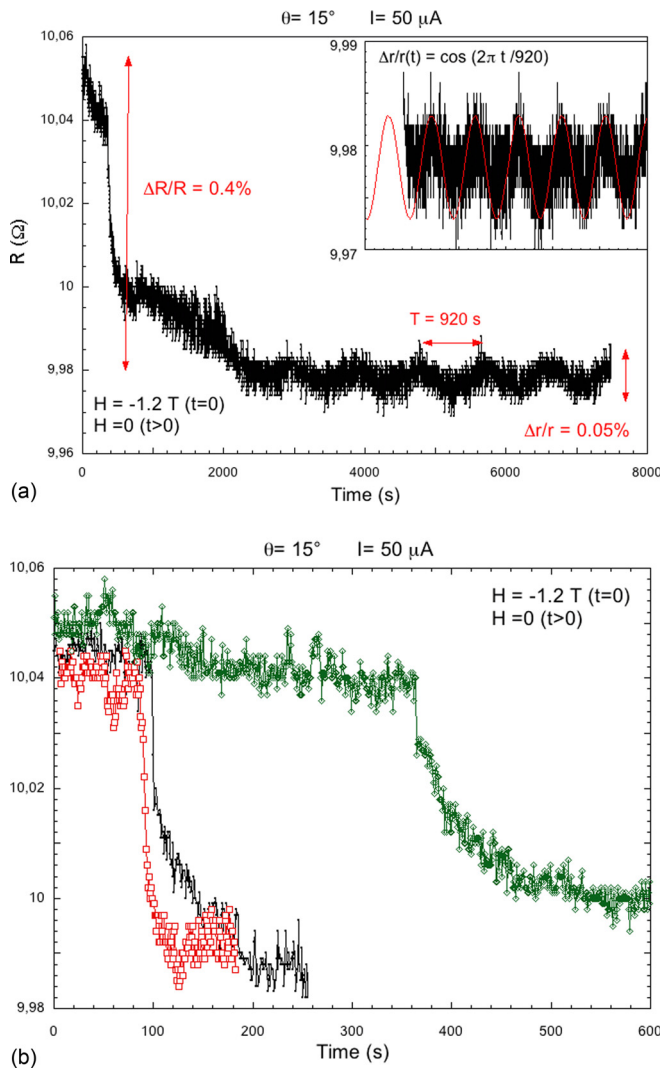 θ= 15° I= 50 µA
10,06
10,04
10,02
10
9,98
9,96
R (Ω)
ΔR/R = 0.4%
H = -1.2 T (t=0)
H =0 (t>0)
T = 920 s
Δr/r = 0.05%
9,99
9,98
9,97
Δr/r(t) = cos (2π t /920)
0
2000
4000
6000
8000
Time (s)
(a)
θ= 15° I= 50 µA
10,06
10,04
10,02
10
9,98
H = -1.2 T (t=0)
H =0 (t>0)
0
100
200
300
400
500
600
Time (s)
(b)